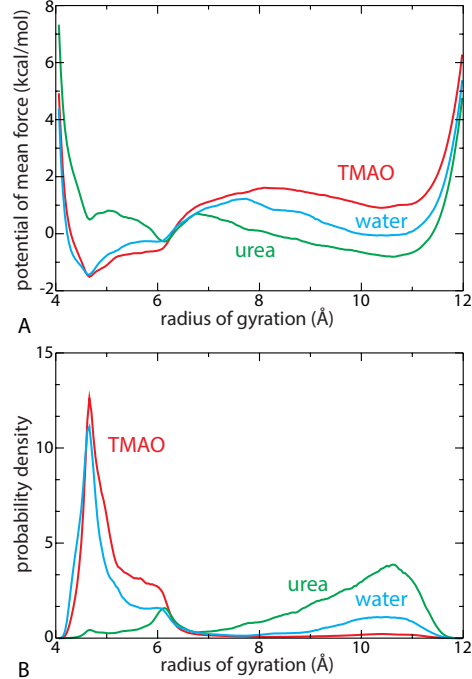 8
6
4
2
0
-2
potential of mean force (kcal/mol)
TMAO
water
urea
4 6 8 10 12
radius of gyration (Å)
A
15
10
5
0
probability density
TMAO
urea
water
4 6 8 10 12
radius of gyration (Å)
B